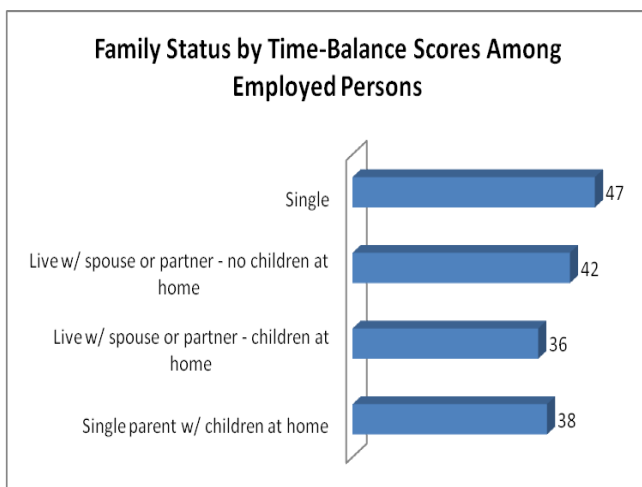 Family Status by Time-Balance Scores Among
Employed Persons
Single
47
Live w/ spouse or partner - no children at
home
42
Live w/ spouse or partner - children at
home
36
Single parent w/ children at home
38